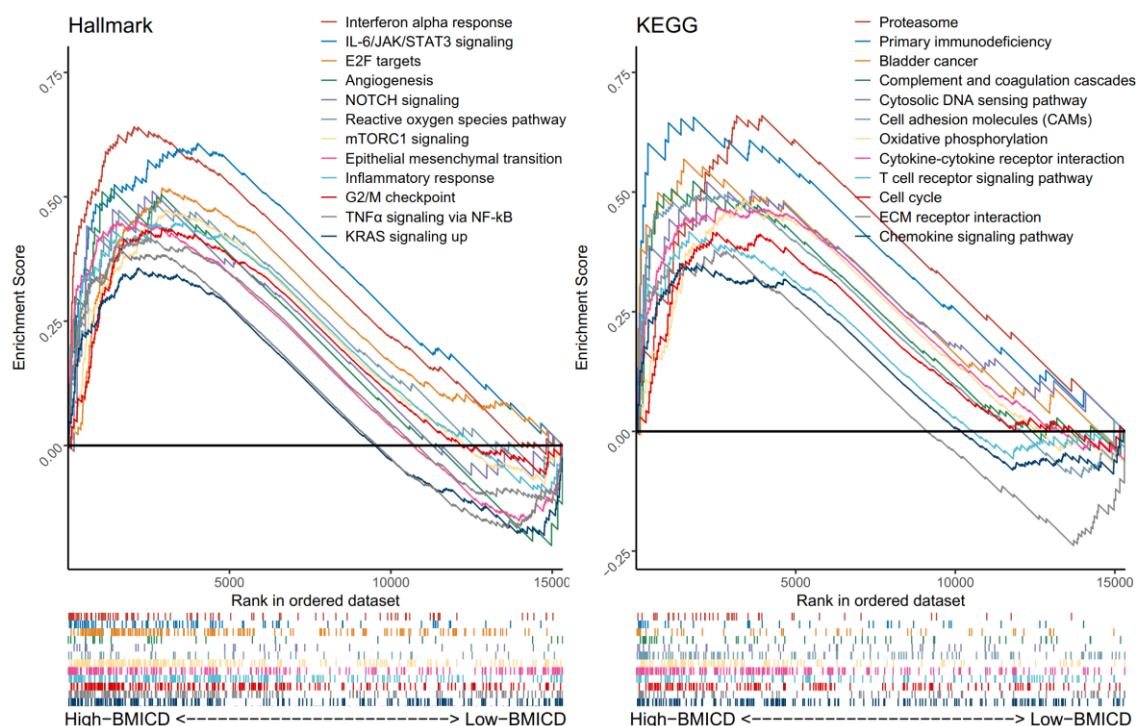 Hallmark
Interferon alpha response
IL-6/JAK/STAT3 signaling
E2F targets
Angiogenesis
NOTCH signaling
Reactive oxygen species pathway
mTORC1 signaling
Epithelial mesenchymal transition
Inflammatory response
G2/M checkpoint
TNFα signaling via NF-kB
KRAS signaling up
0.75
0.50
0.25
0.00
Enrichment Score
5000
10000
15000
Rank in ordered dataset
High−BMICD <−−−−−−−−−−−−−−−−−−−−−−−> Low−BMICD
KEGG
Proteasome
Primary immunodeficiency
Bladder cancer
Complement and coagulation cascades
Cytosolic DNA sensing pathway
Cell adhesion molecules (CAMs)
Oxidative phosphorylation
Cytokine-cytokine receptor interaction
T cell receptor signaling pathway
Cell cycle
ECM receptor interaction
Chemokine signaling pathway
0.75
0.50
0.25
0.00
−0.25
Enrichment Score
5000
10000
15000
Rank in ordered dataset
High−BMICD <−−−−−−−−−−−−−−−−−−−−−−−> Low−BMICD